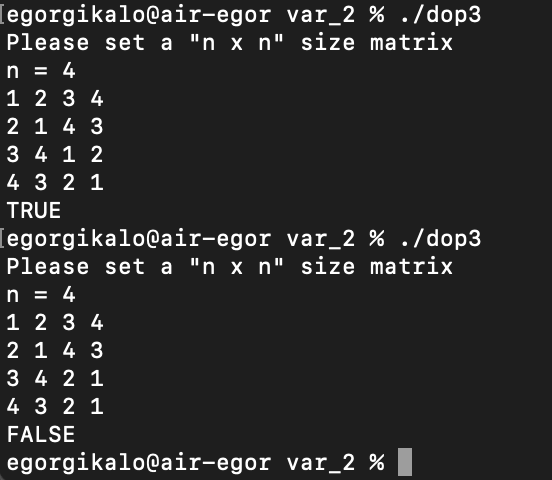 egorgikalo@air-egor var_2 % ./dop3
Please set a "n x n" size matrix
n = 4
1 2 3 4
2 1 4 3
3 4 1 2
4 3 2 1
TRUE
egorgikalo@air-egor var_2 % ./dop3
Please set a "n x n" size matrix
n = 4
1 2 3 4
2 1 4 3
3 4 2 1
4 3 2 1
FALSE
egorgikalo@air-egor var_2 %